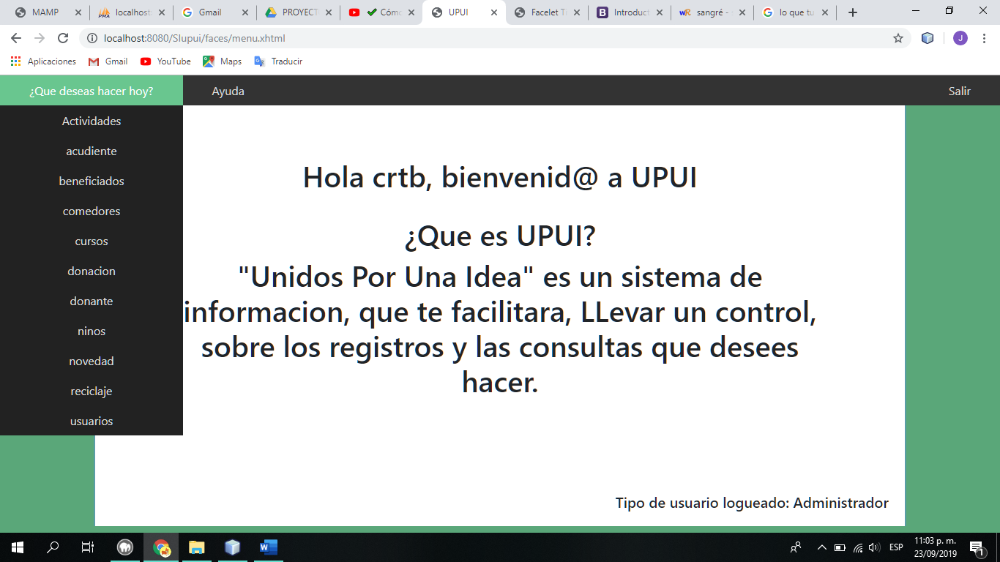 MAMP
localhost
Gmail
PROYECT
Cómo
UPUI
Facelet Ti
Introduct
sangré -
lo que tu
localhost:8080/SIupui/faces/menu.xhtml
Aplicaciones
Gmail
YouTube
Maps
Traducir
¿Que deseas hacer hoy?
Ayuda
Salir
Actividades
acudiente
beneficiados
comedores
cursos
donacion
donante
ninos
novedad
reciclaje
usuarios
Hola crtb, bienvenid@ a UPUI
¿Que es UPUI?
"Unidos Por Una Idea" es un sistema de
informacion, que te facilitara, LLevar un control,
sobre los registros y las consultas que desees
hacer.
Tipo de usuario logueado: Administrador
ESP
11:03 p. m.
23/09/2019
1